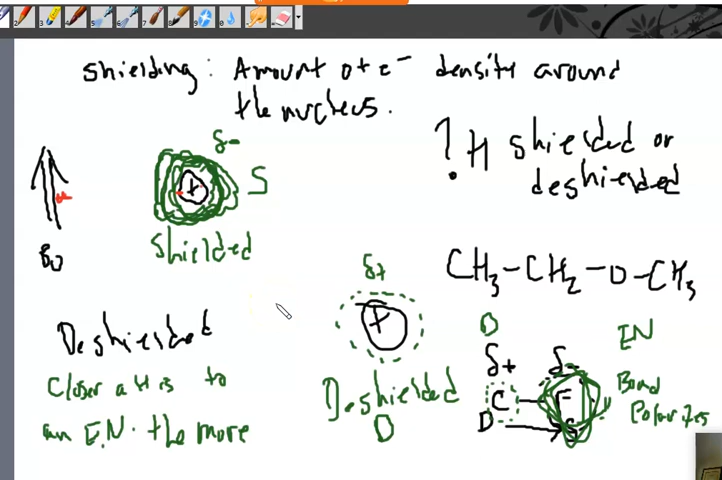 shielding: Amount of e⁻ density around
the nucleus.
? H shielded or
deshielded
δ-
+
S
Shielded
B0
CH3-CH2-O-CH3
δ+
+
Deshielded
D
Deshielded
Closer a H is to
an E.N. the more
D
δ+ δ-
C F
D S
EN
Bond
Polarites